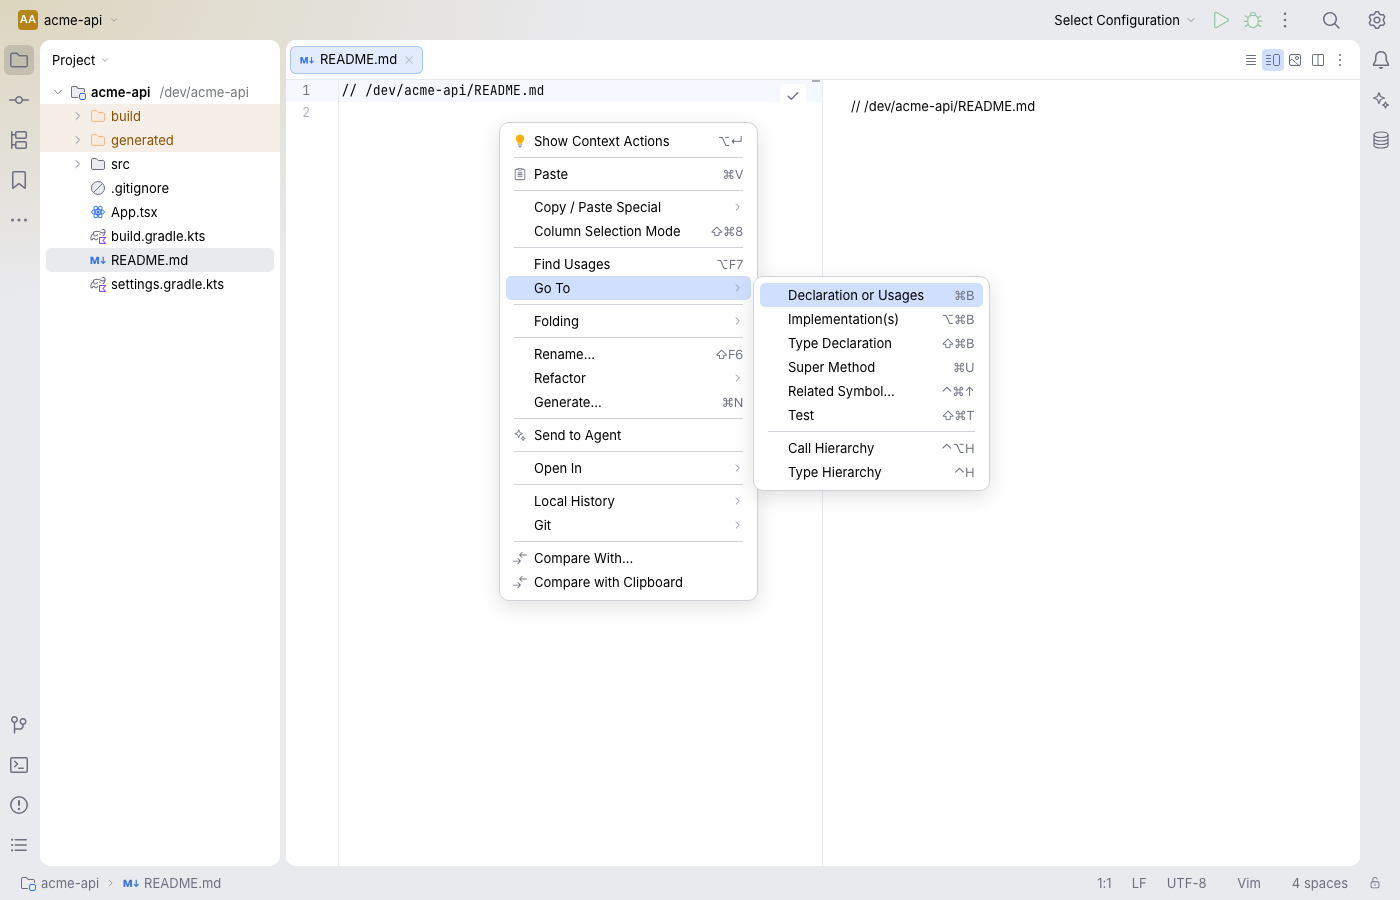 AA acme-api
Select Configuration
Project
README.md
acme-api /dev/acme-api
build
generated
src
.gitignore
App.tsx
build.gradle.kts
README.md
settings.gradle.kts
1 // /dev/acme-api/README.md
2
// /dev/acme-api/README.md
Show Context Actions ⌥↵
Paste ⌘V
Copy / Paste Special
Column Selection Mode ⇧⌘8
Find Usages ⌥F7
Go To
Folding
Rename... ⇧F6
Refactor
Generate... ⌘N
Send to Agent
Open In
Local History
Git
Compare With...
Compare with Clipboard
Declaration or Usages ⌘B
Implementation(s) ⌥⌘B
Type Declaration ⇧⌘B
Super Method ⌘U
Related Symbol... ^⌘↑
Test ⇧⌘T
Call Hierarchy ^⌥H
Type Hierarchy ^H
acme-api README.md
1:1 LF UTF-8 Vim 4 spaces